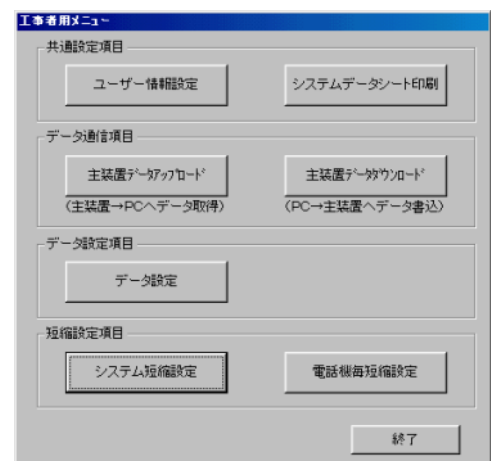 工事者用メニュー
共通設定項目
ユーザー情報設定
システムデータシート印刷
データ通信項目
主装置ﾃﾞｰﾀｱｯﾌﾟﾛｰﾄﾞ
主装置ﾃﾞｰﾀﾀﾞｳﾝﾛｰﾄﾞ
(主装置→PCへデータ取得)
(PC→主装置へデータ書込)
データ設定項目
データ設定
短縮設定項目
システム短縮設定
電話機毎短縮設定
終了